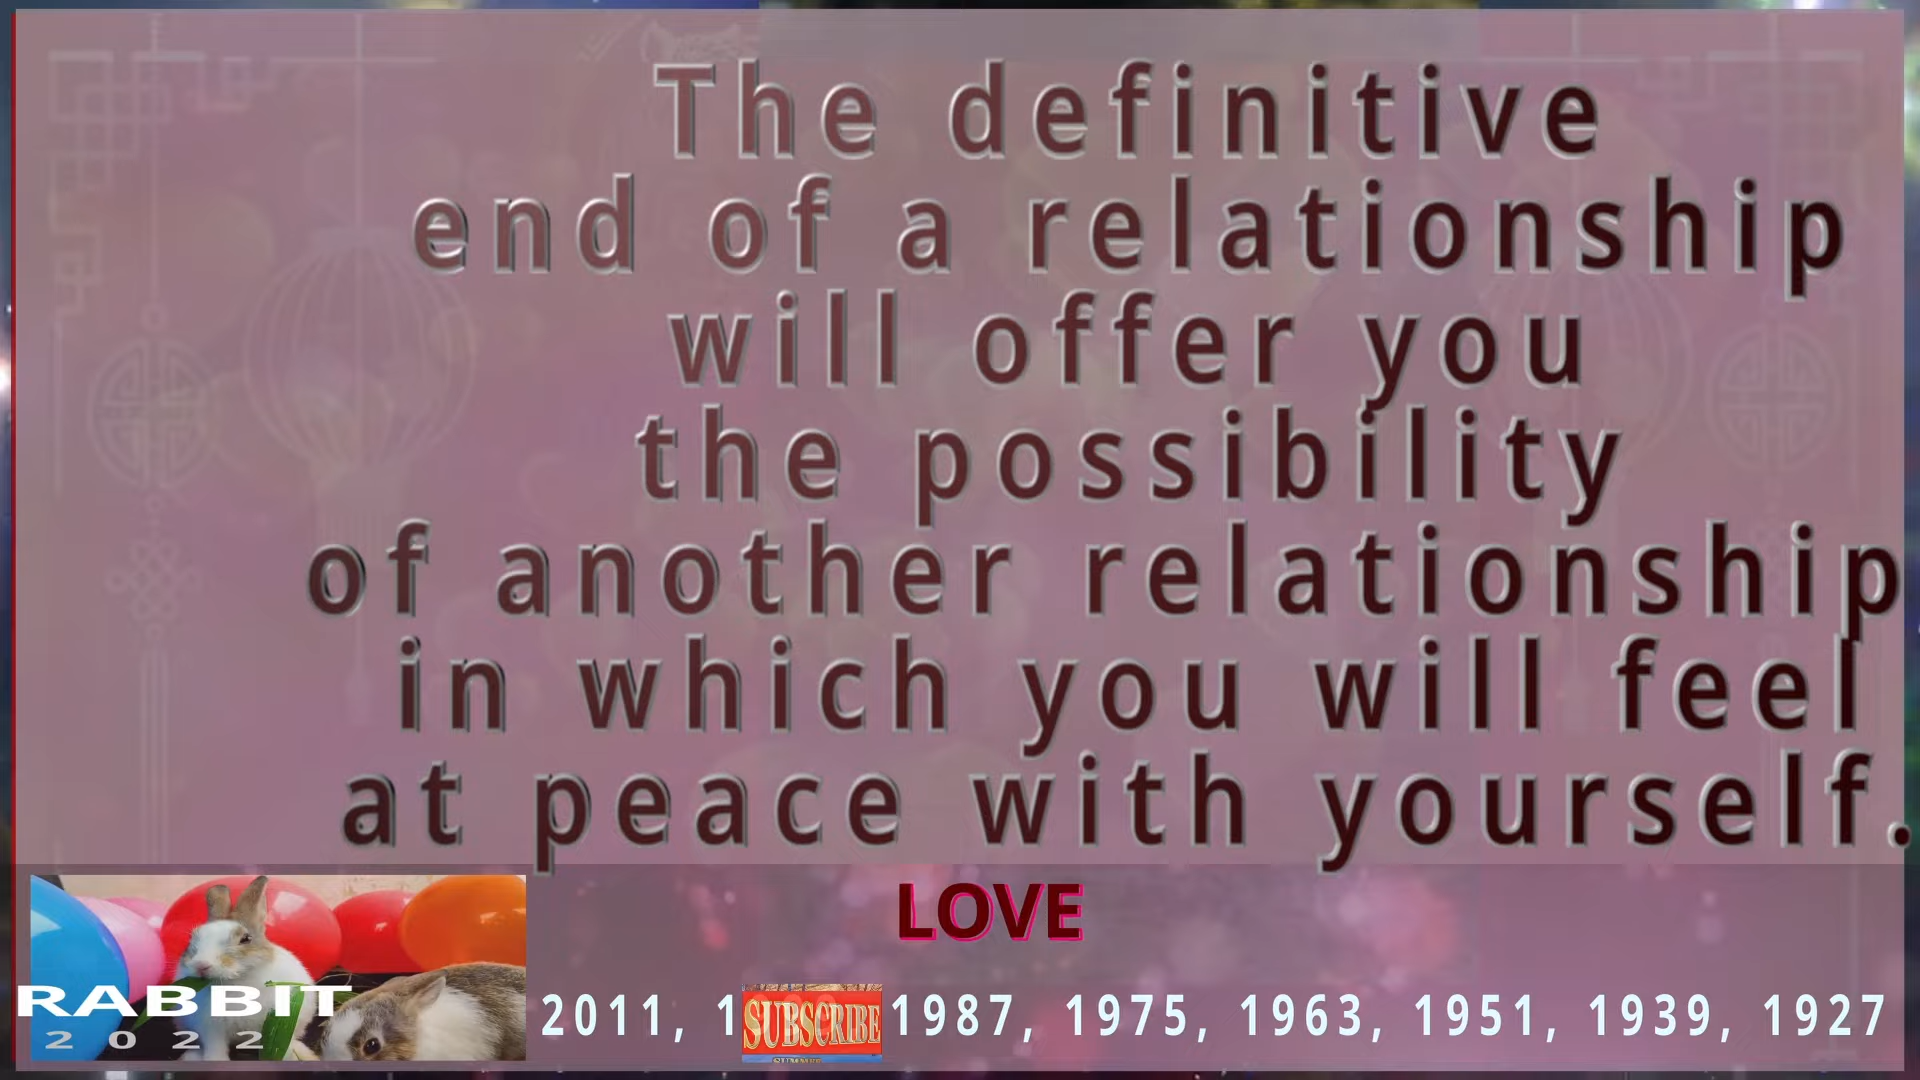 The definitive
end of a relationship
will offer you
the possibility
of another relationship
in which you will feel
at peace with yourself.
LOVE
RABBIT
2022
2011, 1
SUBSCRIBE
1987, 1975, 1963, 1951, 1939, 1927